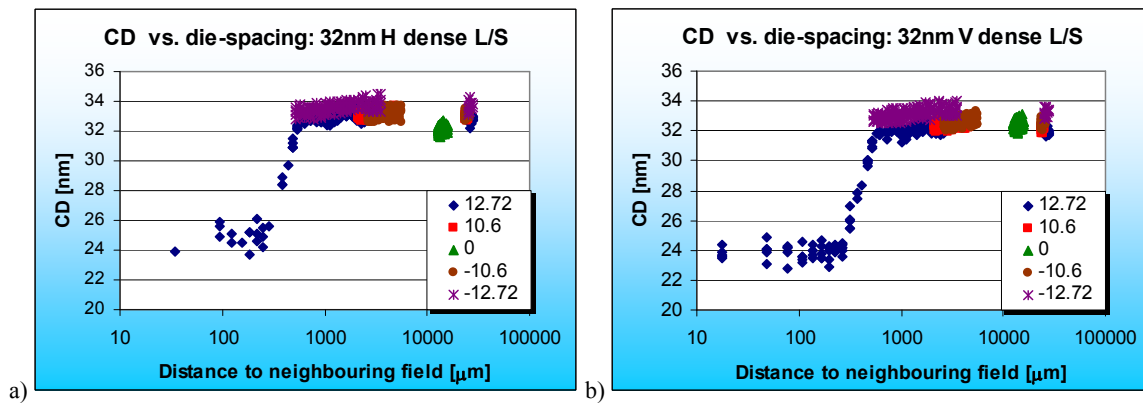 CD vs. die-spacing: 32nm H dense L/S
36
34
32
30
28
26
24
22
20
CD [nm]
12.72
10.6
0
-10.6
-12.72
10 100 1000 10000 100000
Distance to neighbouring field [μm]
a)
CD vs. die-spacing: 32nm V dense L/S
36
34
32
30
28
26
24
22
20
CD [nm]
12.72
10.6
0
-10.6
-12.72
10 100 1000 10000 100000
Distance to neighbouring field [μm]
b)